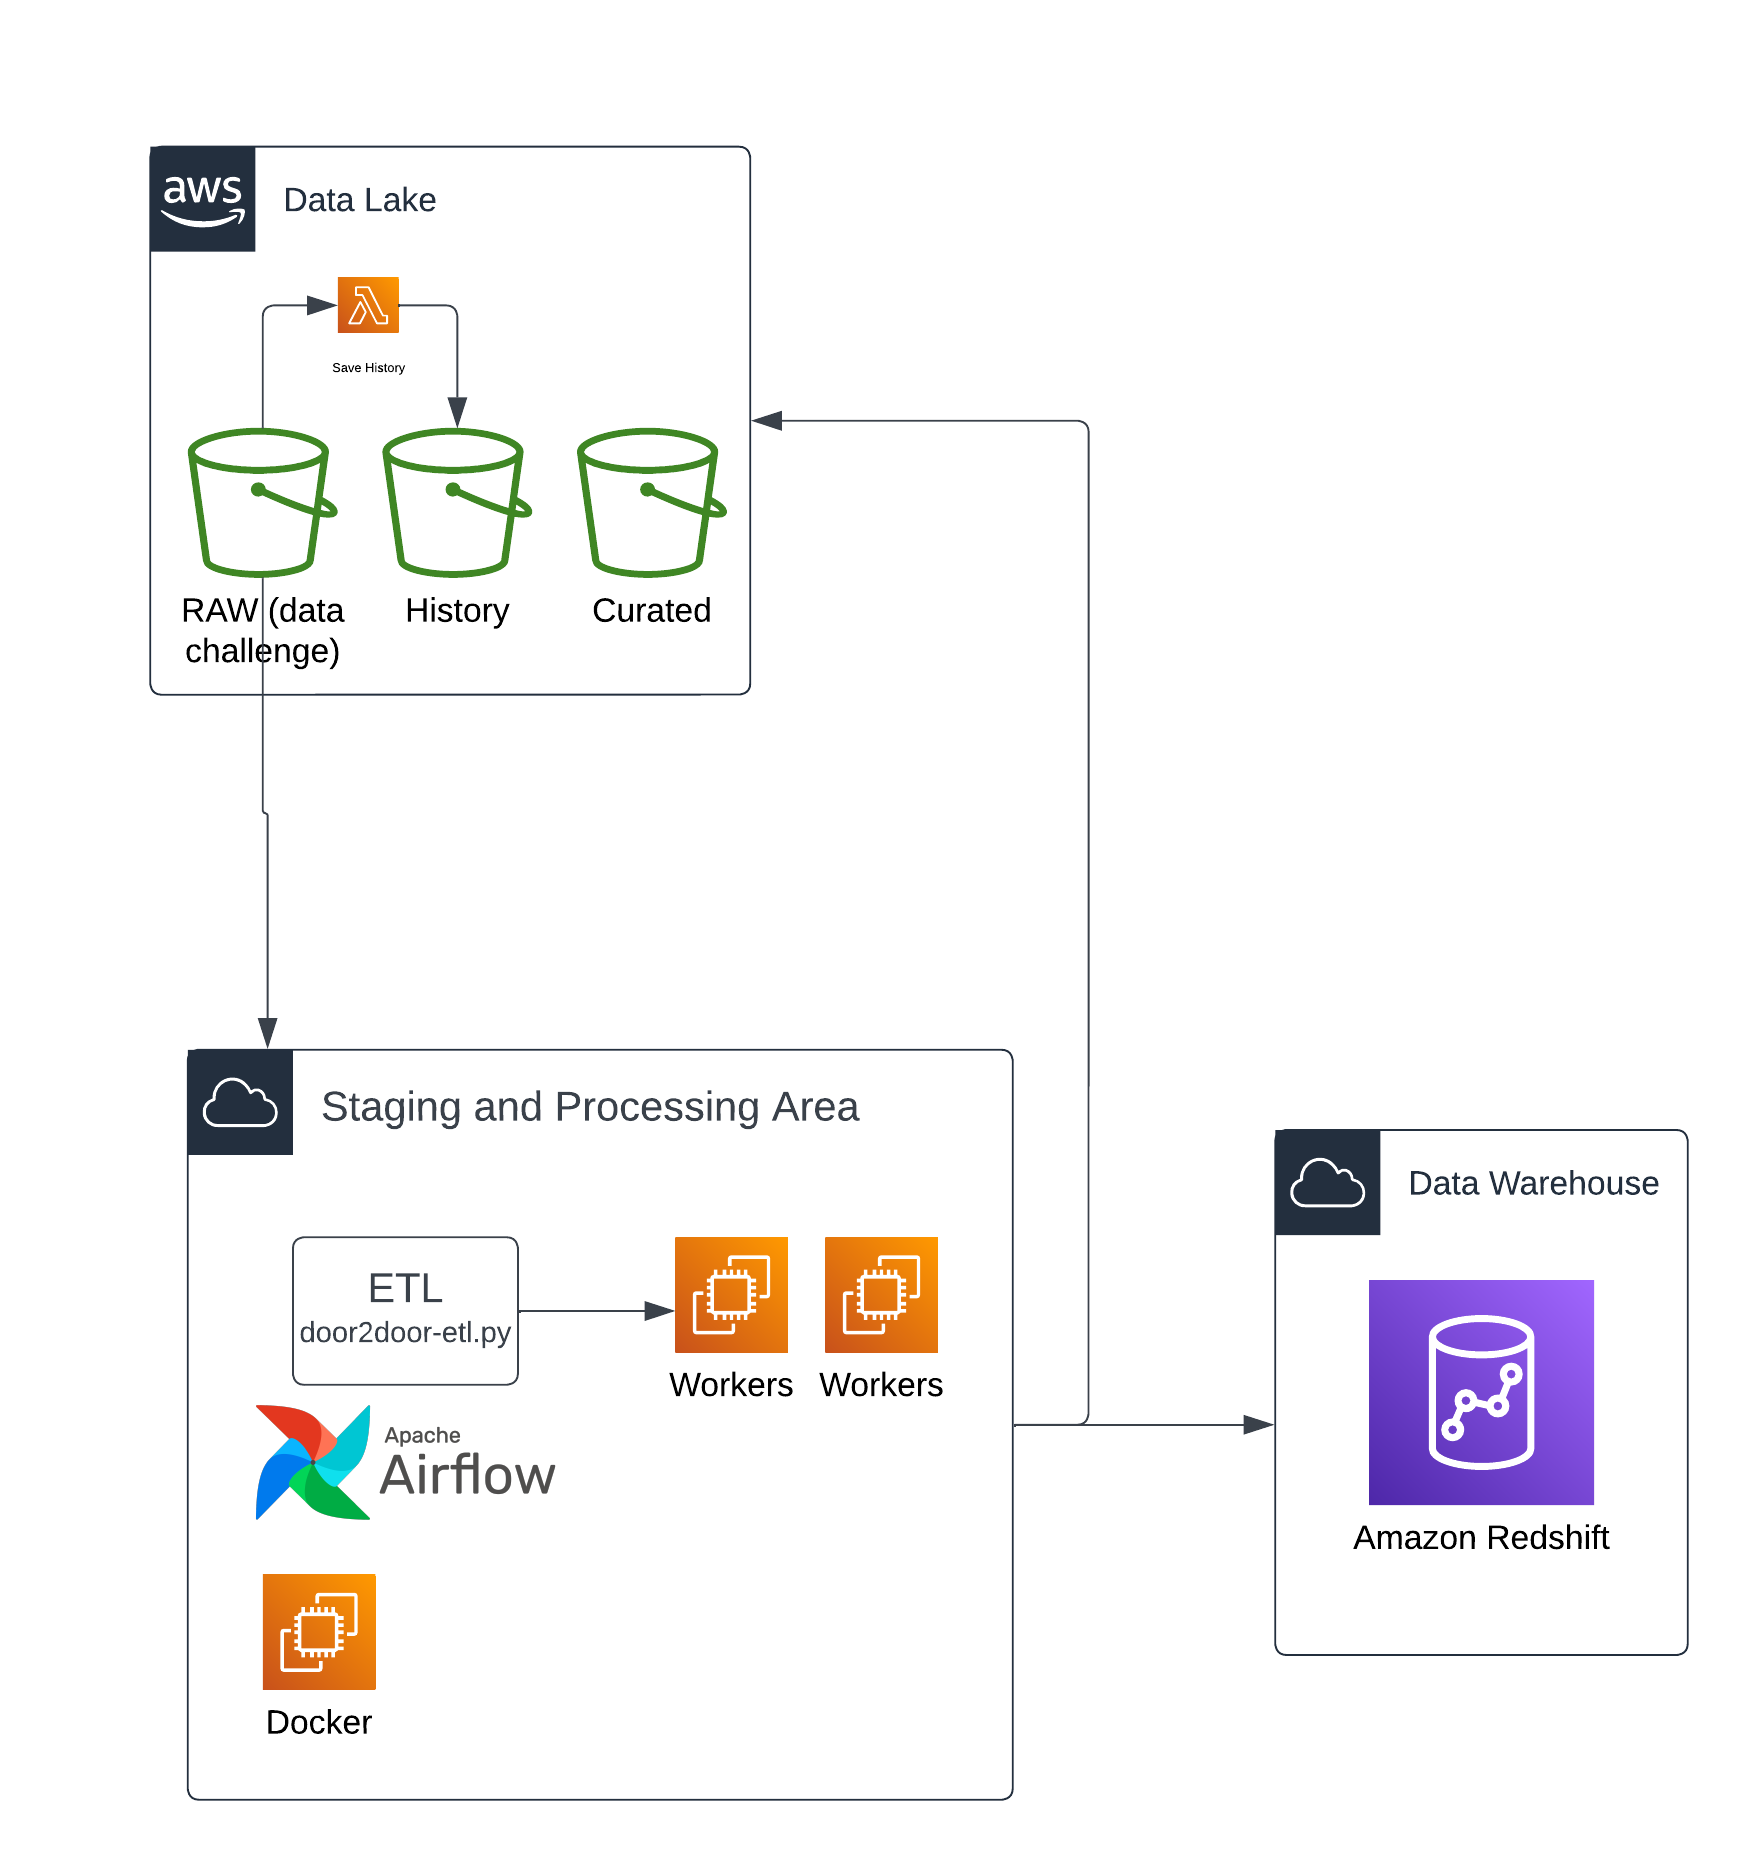 aws
Data Lake
Save History
RAW (data
challenge)
History
Curated
Staging and Processing Area
ETL
door2door-etl.py
Workers
Workers
Apache
Airflow
Docker
Data Warehouse
Amazon Redshift